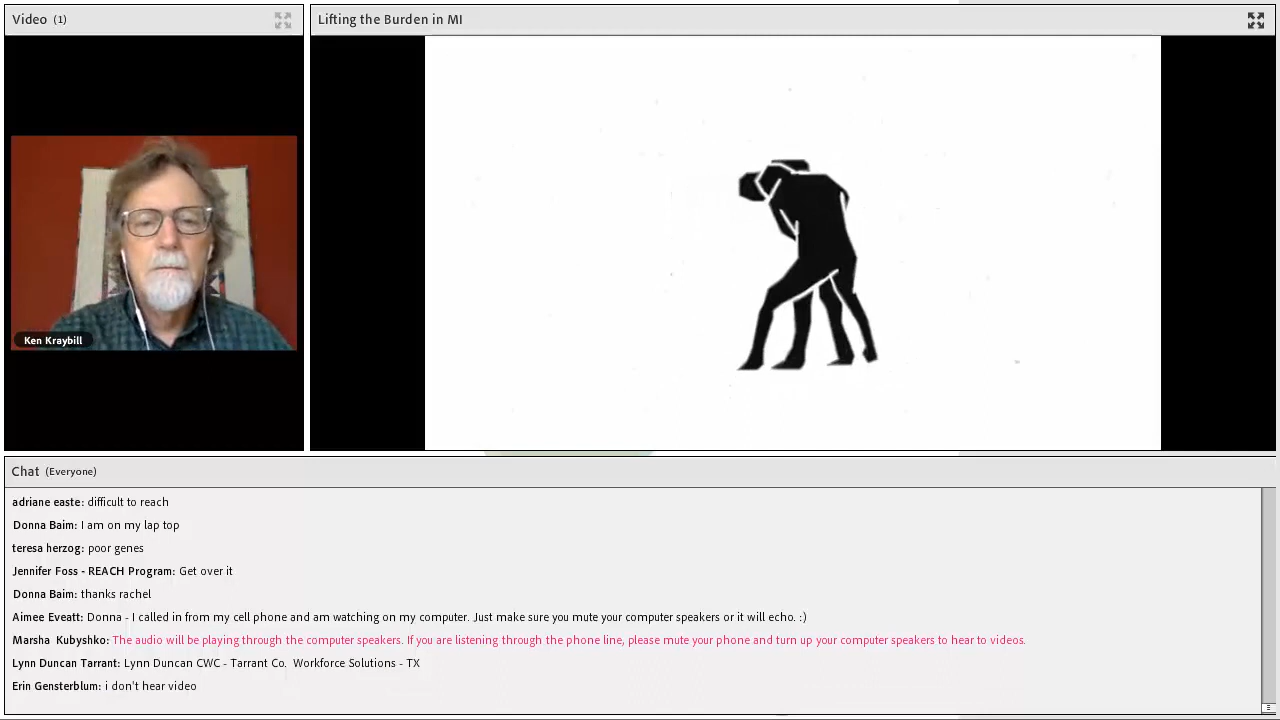 Video (1)
Lifting the Burden in MI
Ken Kraybill
Chat (Everyone)
adriane easte: difficult to reach
Donna Baim: I am on my lap top
teresa herzog: poor genes
Jennifer Foss - REACH Program: Get over it
Donna Baim: thanks rachel
Aimee Eveatt: Donna - I called in from my cell phone and am watching on my computer. Just make sure you mute your computer speakers or it will echo. :)
Marsha Kubyshko: The audio will be playing through the computer speakers. If you are listening through the phone line, please mute your phone and turn up your computer speakers to hear to videos.
Lynn Duncan Tarrant: Lynn Duncan CWC - Tarrant Co. Workforce Solutions - TX
Erin Gensterblum: i don't hear video